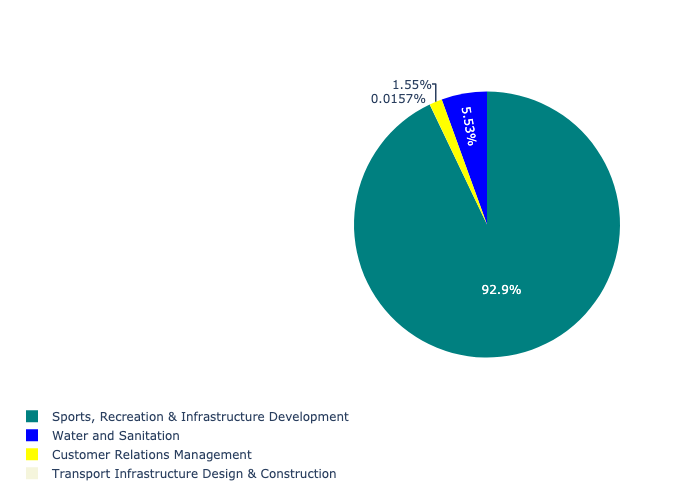 1.55%
0.0157%
5.53%
92.9%
Sports, Recreation & Infrastructure Development
Water and Sanitation
Customer Relations Management
Transport Infrastructure Design & Construction